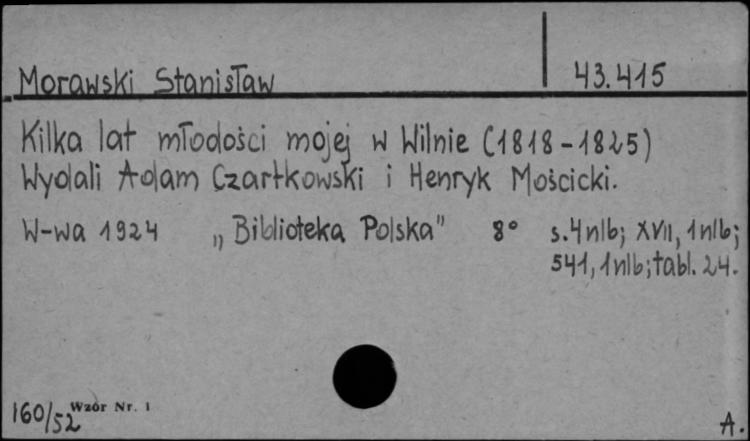 Morawski Stanisław
43.415
Kilka lat młodości mojej w Wilnie (1818-1825)
Wydali Adam Czartkowski i Henryk Mościcki.
W-wa 1924 „Biblioteka Polska" 8° s.4nlb; XVII, 1nlb;
541, 1nlb; tabl. 24.
160/52
Wzór Nr. 1
A.